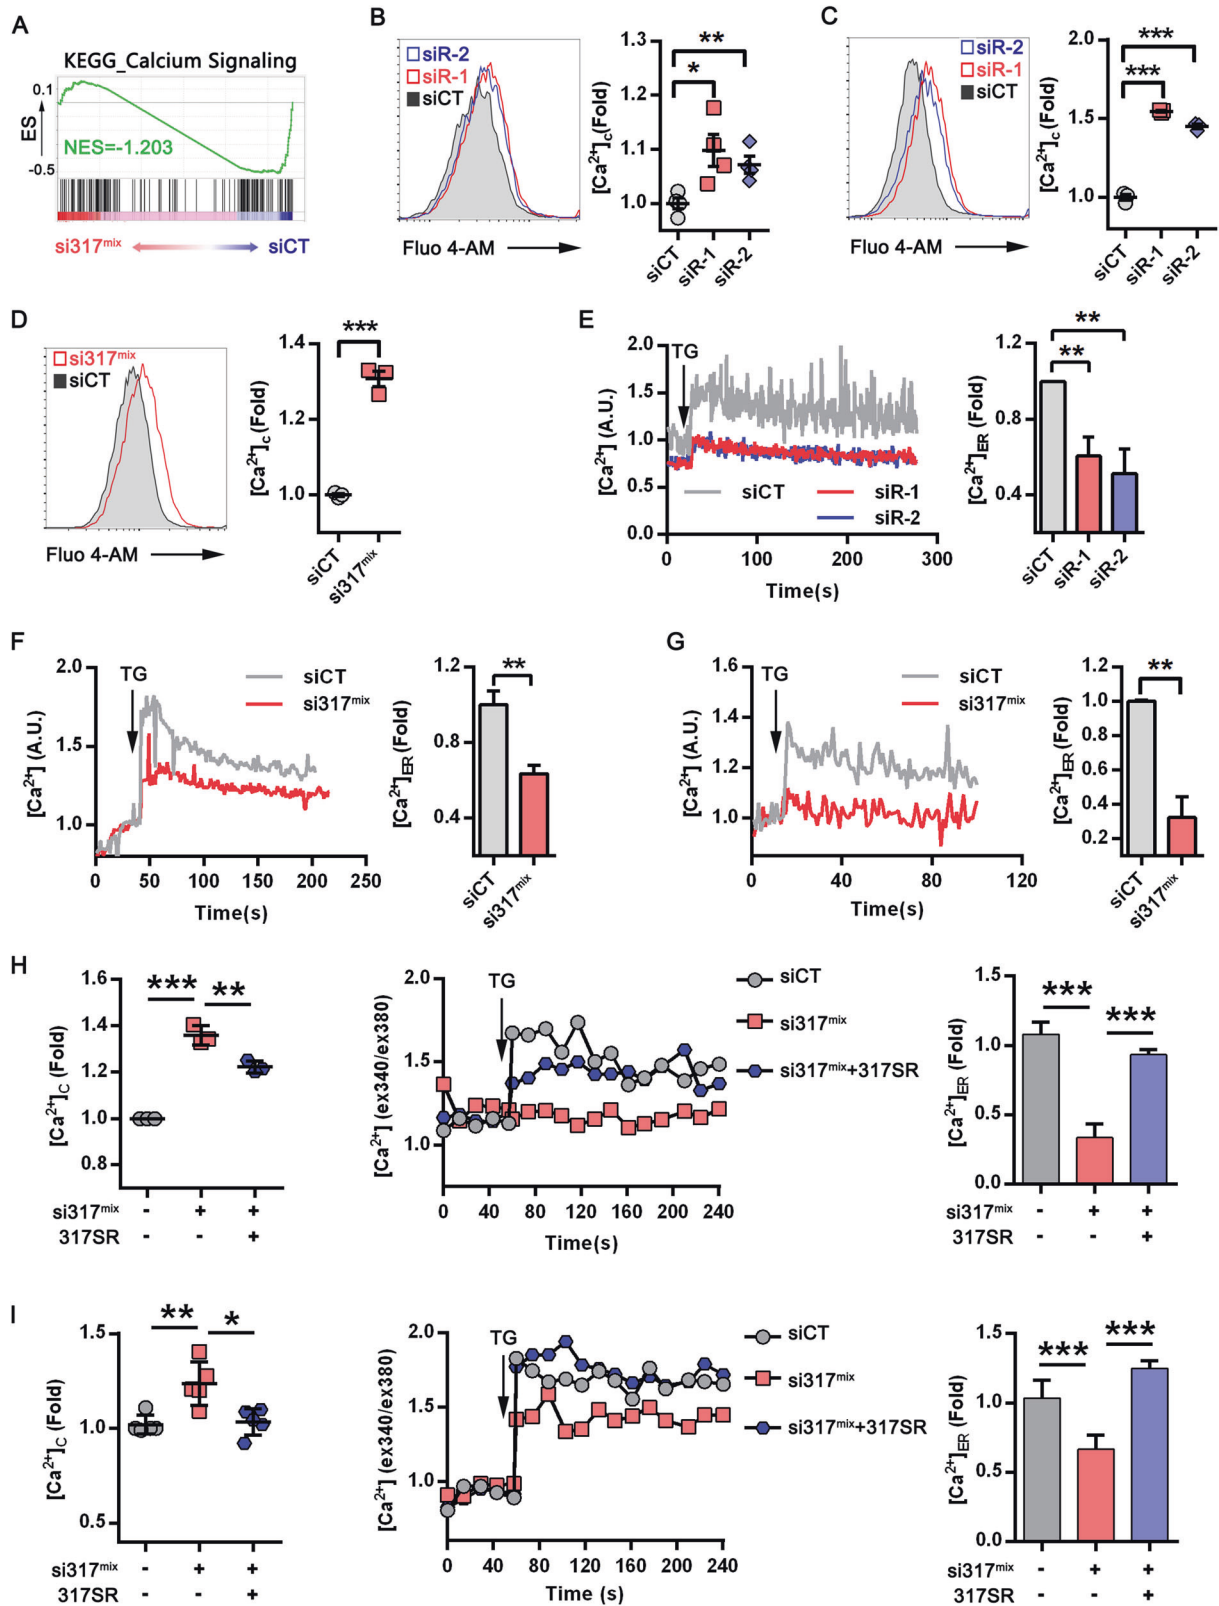 A
KEGG_Calcium Signaling
0.1
ES
-0.5
NES=-1.203
si317mix
siCT
B
siR-2
siR-1
siCT
Fluo 4-AM
[Ca2+]C (Fold)
1.3
1.2
1.1
1.0
*
**
siCT
siR-1
siR-2
C
siR-2
siR-1
siCT
Fluo 4-AM
[Ca2+]C (Fold)
2.0
1.5
1.0
***
***
siCT
siR-1
siR-2
D
si317mix
siCT
Fluo 4-AM
[Ca2+]C (Fold)
1.4
1.2
1.0
***
siCT
si317mix
E
[Ca2+] (A.U.)
2.0
1.5
1.0
0.5
0.0
TG
siCT
siR-1
siR-2
0
100
200
300
Time(s)
[Ca2+]ER (Fold)
1.2
0.8
0.4
**
**
siCT
siR-1
siR-2
F
[Ca2+] (A.U.)
2.0
1.5
1.0
TG
siCT
si317mix
0
50
100
150
200
250
Time(s)
[Ca2+]ER (Fold)
1.2
0.8
0.4
**
siCT
si317mix
G
[Ca2+] (A.U.)
1.6
1.4
1.2
1.0
TG
siCT
si317mix
0
40
80
120
Time(s)
[Ca2+]ER (Fold)
1.2
1.0
0.8
0.6
0.4
0.2
**
siCT
si317mix
H
[Ca2+]C (Fold)
1.6
1.4
1.2
1.0
0.8
***
**
si317mix - + +
317SR - - +
[Ca2+] (ex340/ex380)
2.0
1.5
1.0
TG
siCT
si317mix
si317mix+317SR
0
40
80
120
160
200
240
Time(s)
[Ca2+]ER (Fold)
1.5
1.0
0.5
0.0
***
***
si317mix - + +
317SR - - +
I
[Ca2+]C (Fold)
1.5
1.0
0.5
**
*
si317mix - + +
317SR - - +
[Ca2+] (ex340/ex380)
2.0
1.5
1.0
TG
siCT
si317mix
si317mix+317SR
0
40
80
120
160
200
240
Time (s)
[Ca2+]ER (Fold)
1.5
1.0
0.5
0.0
***
***
si317mix - + +
317SR - - +